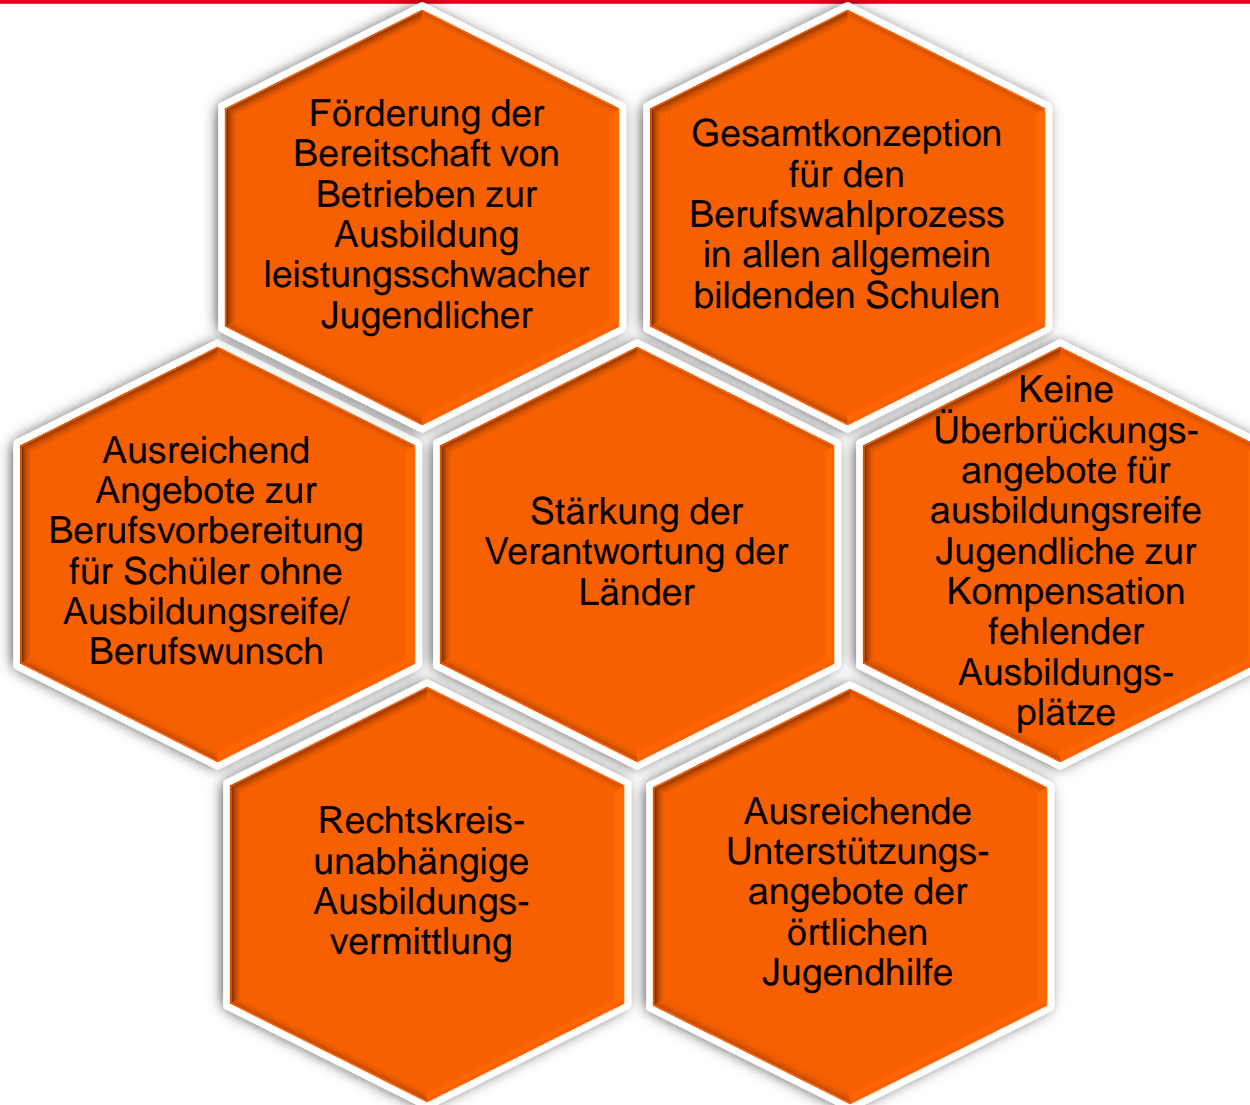 Förderung der
Bereitschaft von
Betrieben zur
Ausbildung
leistungsschwacher
Jugendlicher
Gesamtkonzeption
für den
Berufswahlprozess
in allen allgemein
bildenden Schulen
Ausreichend
Angebote zur
Berufsvorbereitung
für Schüler ohne
Ausbildungsreife/
Berufswunsch
Stärkung der
Verantwortung der
Länder
Keine
Überbrückungs-
angebote für
ausbildungsreife
Jugendliche zur
Kompensation
fehlender
Ausbildungs-
plätze
Rechtskreis-
unabhängige
Ausbildungs-
vermittlung
Ausreichende
Unterstützungs-
angebote der
örtlichen
Jugendhilfe